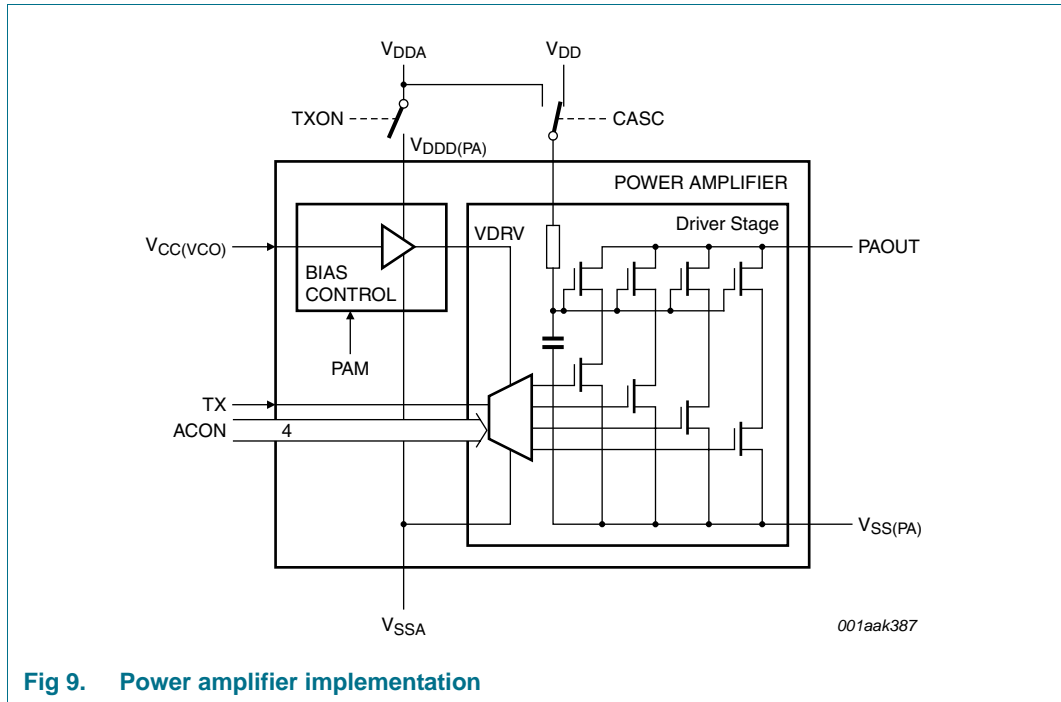 VDDA
VDD
TXON
CASC
VDDD(PA)
POWER AMPLIFIER
Driver Stage
VCC(VCO)
VDRV
PAOUT
BIAS
CONTROL
PAM
TX
ACON
4
VSS(PA)
VSSA
001aak387
Fig 9. Power amplifier implementation